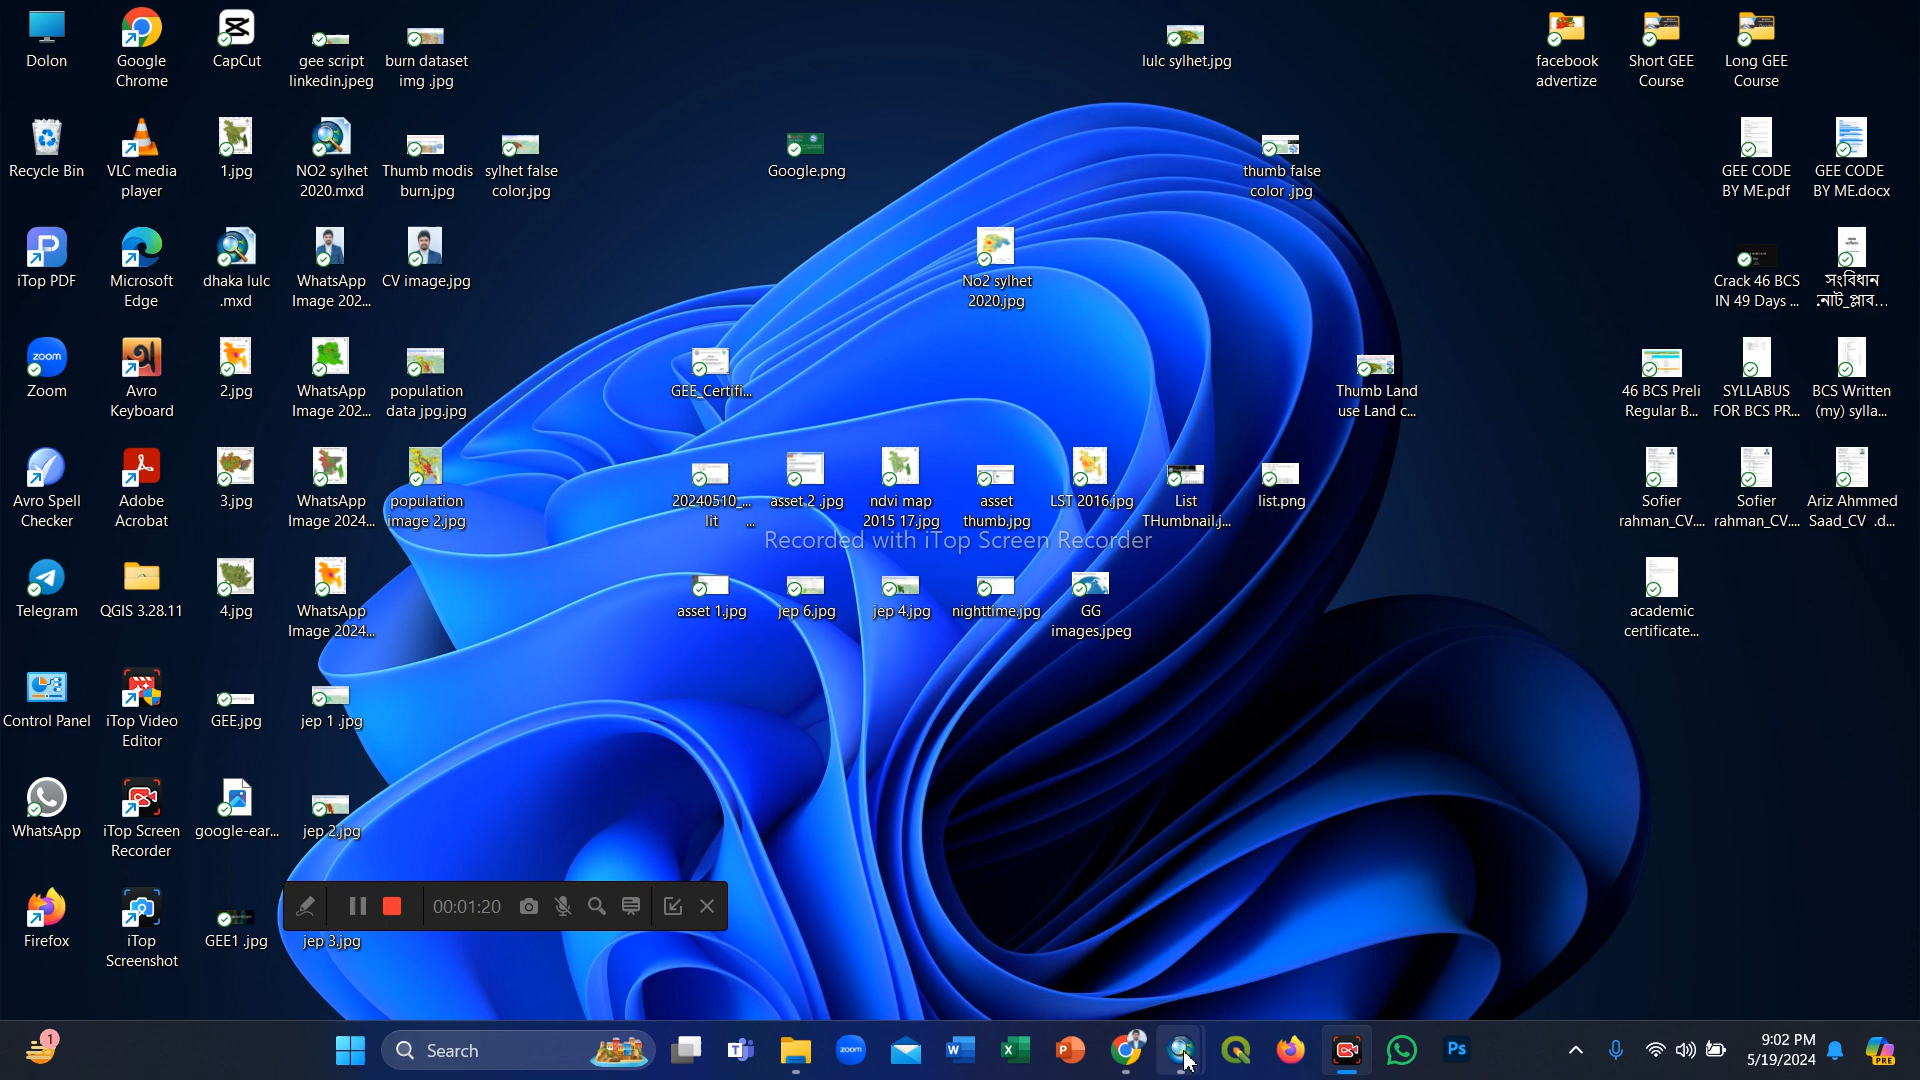 Dolon
Google
Chrome
CapCut
gee script
linkedin.jpeg
burn dataset
img .jpg
lulc sylhet.jpg
facebook
advertize
Short GEE
Course
Long GEE
Course
Recycle Bin
VLC media
player
1.jpg
NO2 sylhet
2020.mxd
Thumb modis
burn.jpg
sylhet false
color.jpg
Google.png
thumb false
color .jpg
GEE CODE
BY ME.pdf
GEE CODE
BY ME.docx
iTop PDF
Microsoft
Edge
dhaka lulc
.mxd
WhatsApp
Image 202...
CV image.jpg
No2 sylhet
2020.jpg
Crack 46 BCS
IN 49 Days ...
সংবিধান
zoom
Zoom
Avro
Keyboard
2.jpg
WhatsApp
Image 202...
population
data jpg.jpg
GEE_Certifi...
Thumb Land
use Land c...
46 BCS Preli
Regular B...
SYLLABUS
FOR BCS PR...
BCS Written
(my) sylla...
Avro Spell
Checker
Adobe
Acrobat
3.jpg
WhatsApp
Image 2024...
population
image 2.jpg
20240510_...
lit ...
asset 2 .jpg
ndvi map
2015 17.jpg
asset
thumb.jpg
LST 2016.jpg
List
THumbnail.j...
list.png
Sofier
rahman_CV....
Sofier
rahman_CV....
Ariz Ahmmed
Saad_CV .d...
Recorded with iTop Screen Recorder
Telegram
QGIS 3.28.11
4.jpg
WhatsApp
Image 2024...
asset 1.jpg
jep 6.jpg
jep 4.jpg
nighttime.jpg
GG
images.jpeg
academic
certificate...
Control Panel
iTop Video
Editor
GEE.jpg
jep 1 .jpg
WhatsApp
iTop Screen
Recorder
google-ear...
jep 2.jpg
00:01:20
Firefox
iTop
Screenshot
GEE1 .jpg
jep 3.jpg
1
Search
zoom
Ps
9:02 PM
5/19/2024
PRE